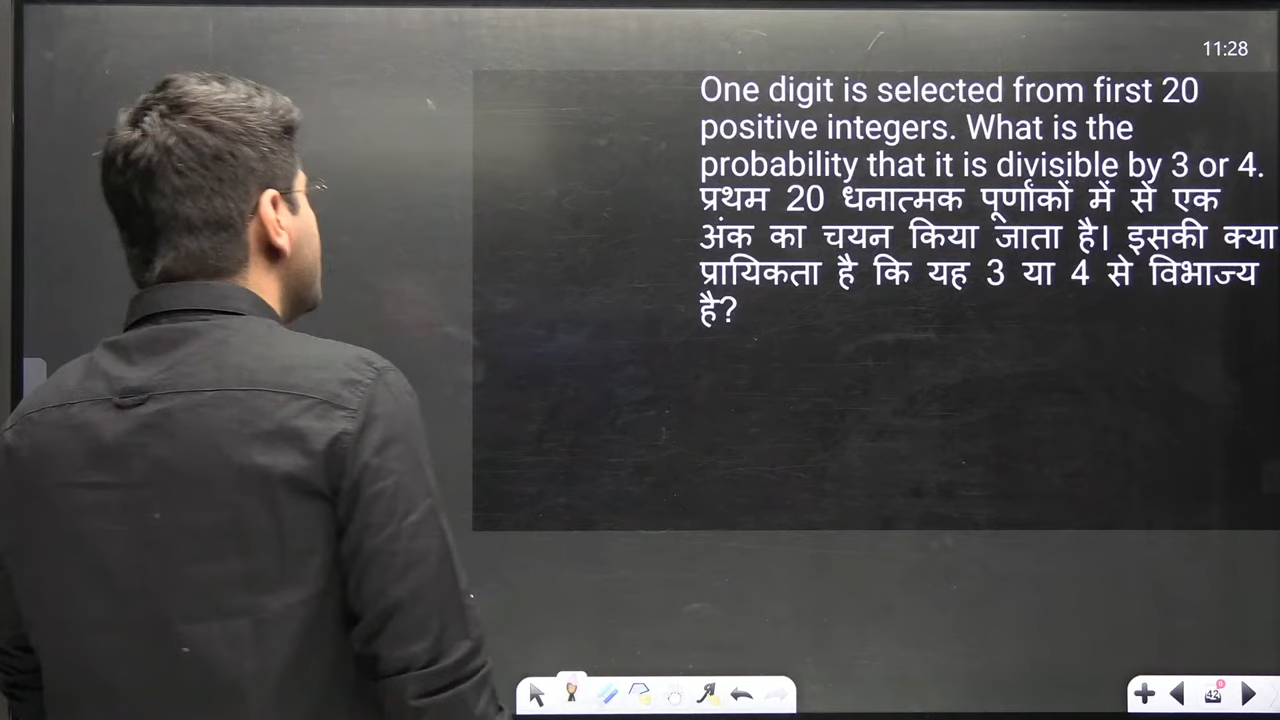 11:28
One digit is selected from first 20
positive integers. What is the
probability that it is divisible by 3 or 4.
प्रथम 20 धनात्मक पूर्णांकों में से एक
अंक का चयन किया जाता है। इसकी क्या
प्रायिकता है कि यह 3 या 4 से विभाज्य
है?
42